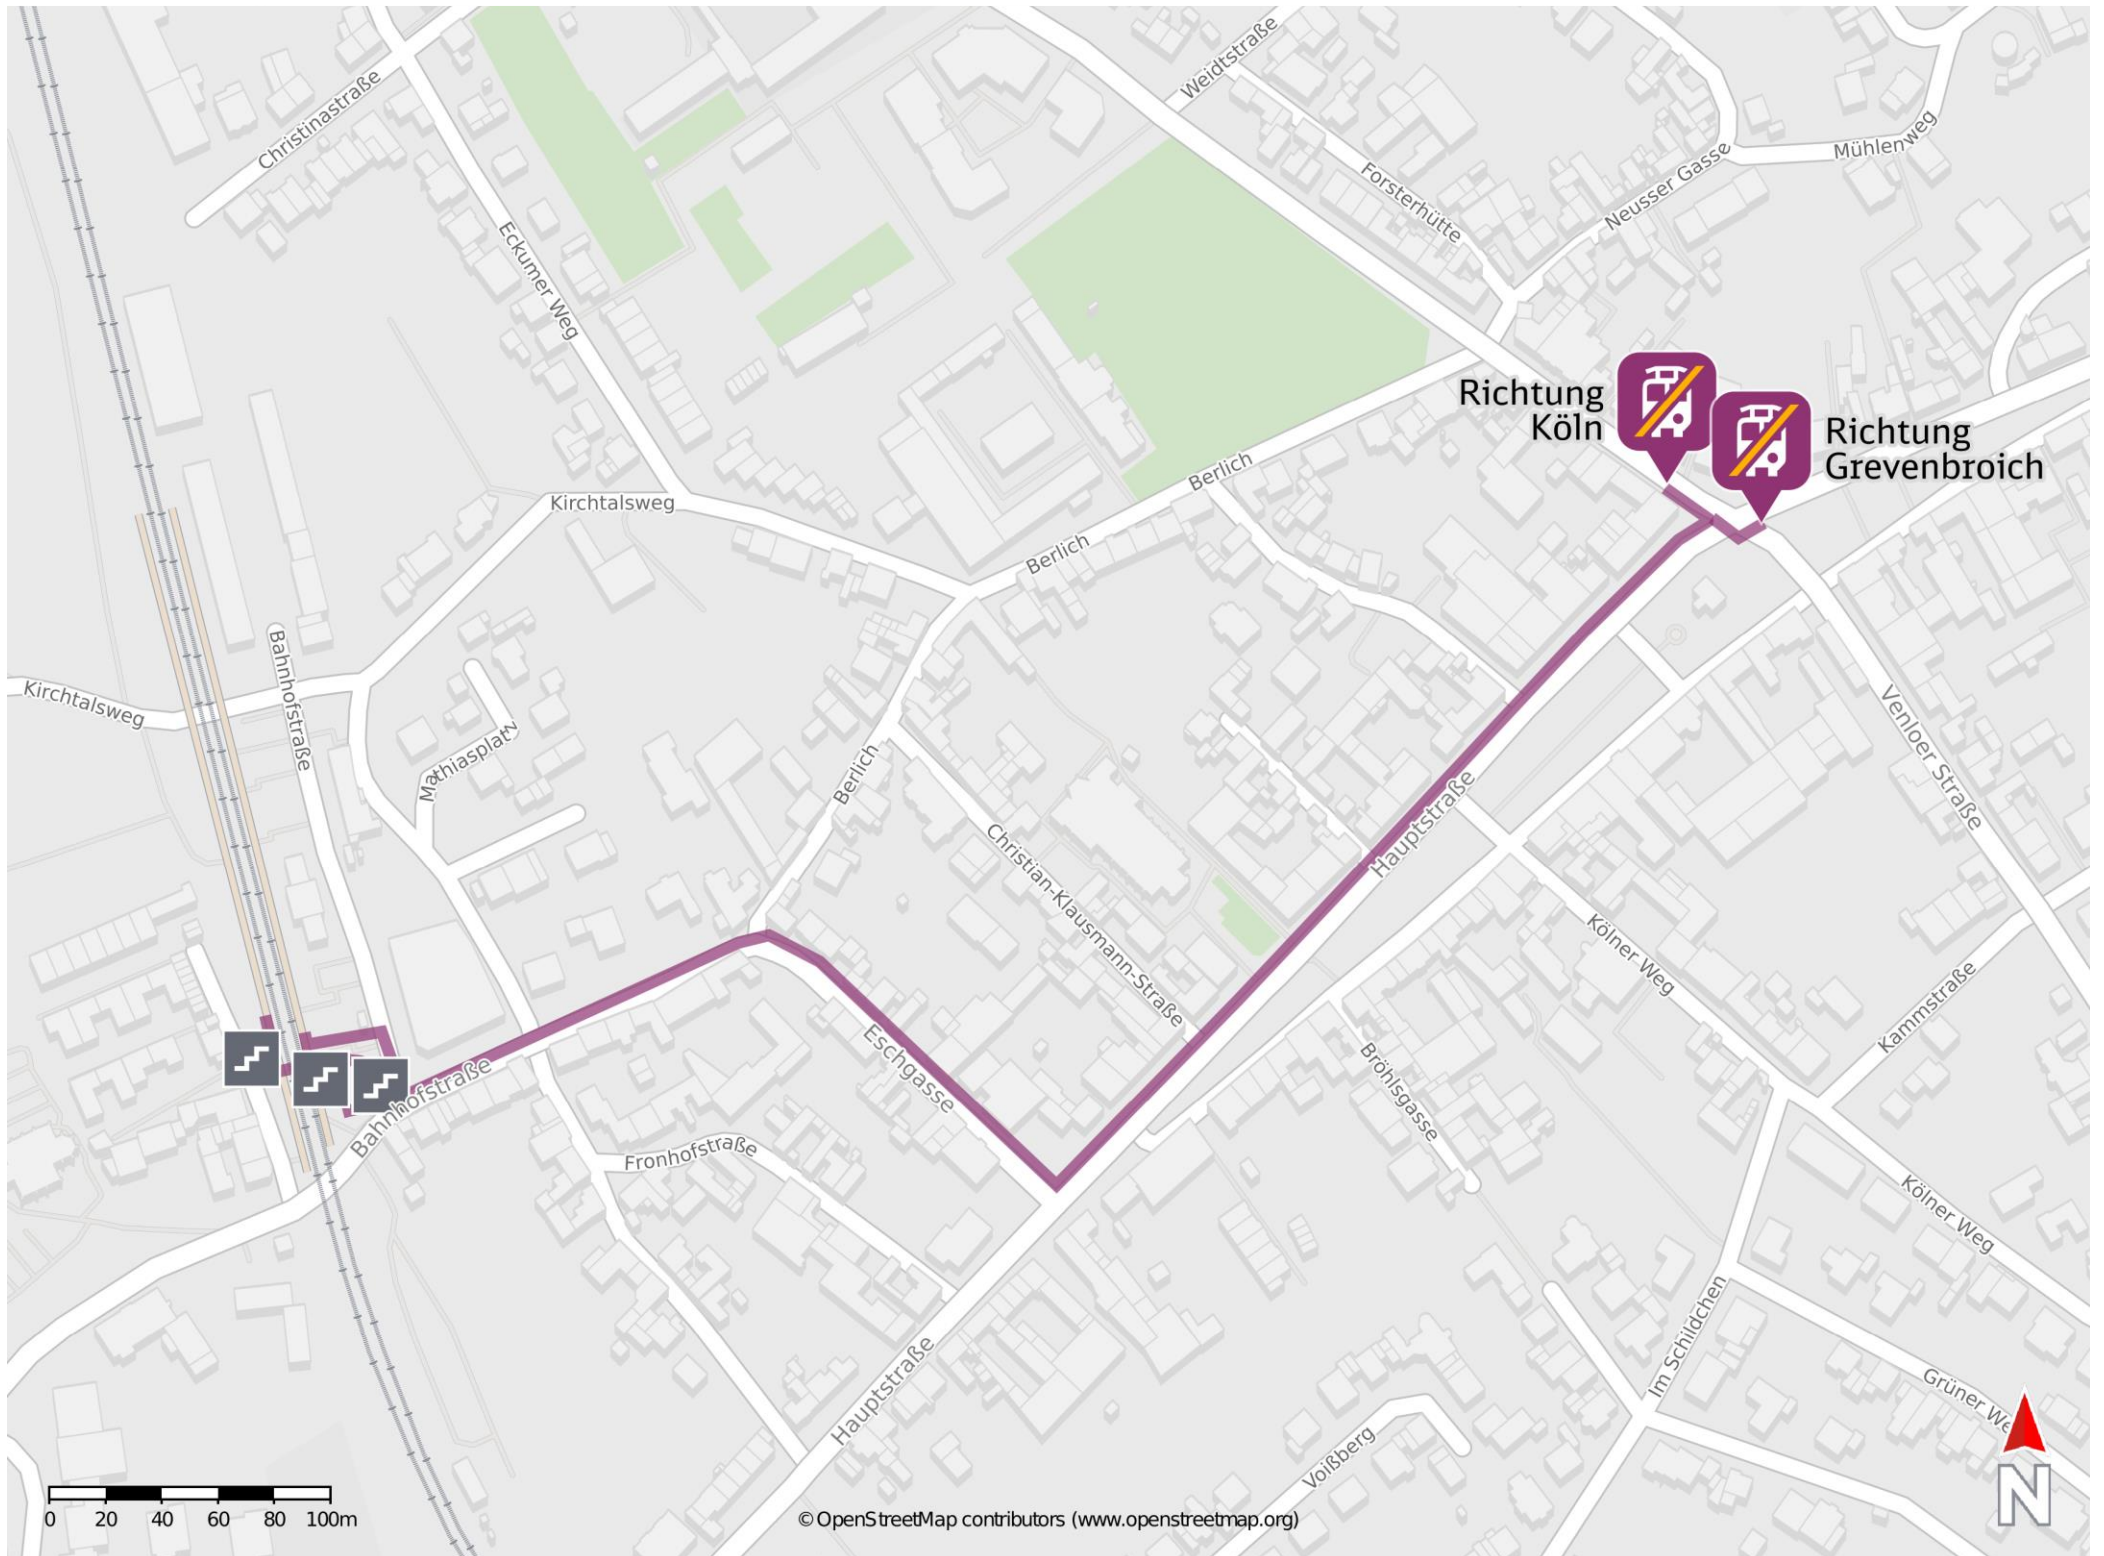 Weidtstraße
Christinastraße
Mühlenweg
Neusser Gasse
Forsterhütte
Eckumer Weg
Richtung
Köln
Richtung
Grevenbroich
Berlich
Kirchtalsweg
Berlich
Bahnhofstraße
Kirchtalsweg
Mathiasplatz
Berlich
Venloer Straße
Hauptstraße
Christian-Klausmann-Straße
Kölner Weg
Kammstraße
Eschgasse
Bröhlsgasse
Bahnhofstraße
Fronhofstraße
Kölner Weg
Im Schildchen
Hauptstraße
Grüner We
Voißberg
N
0 20 40 60 80 100m
© OpenStreetMap contributors (www.openstreetmap.org)